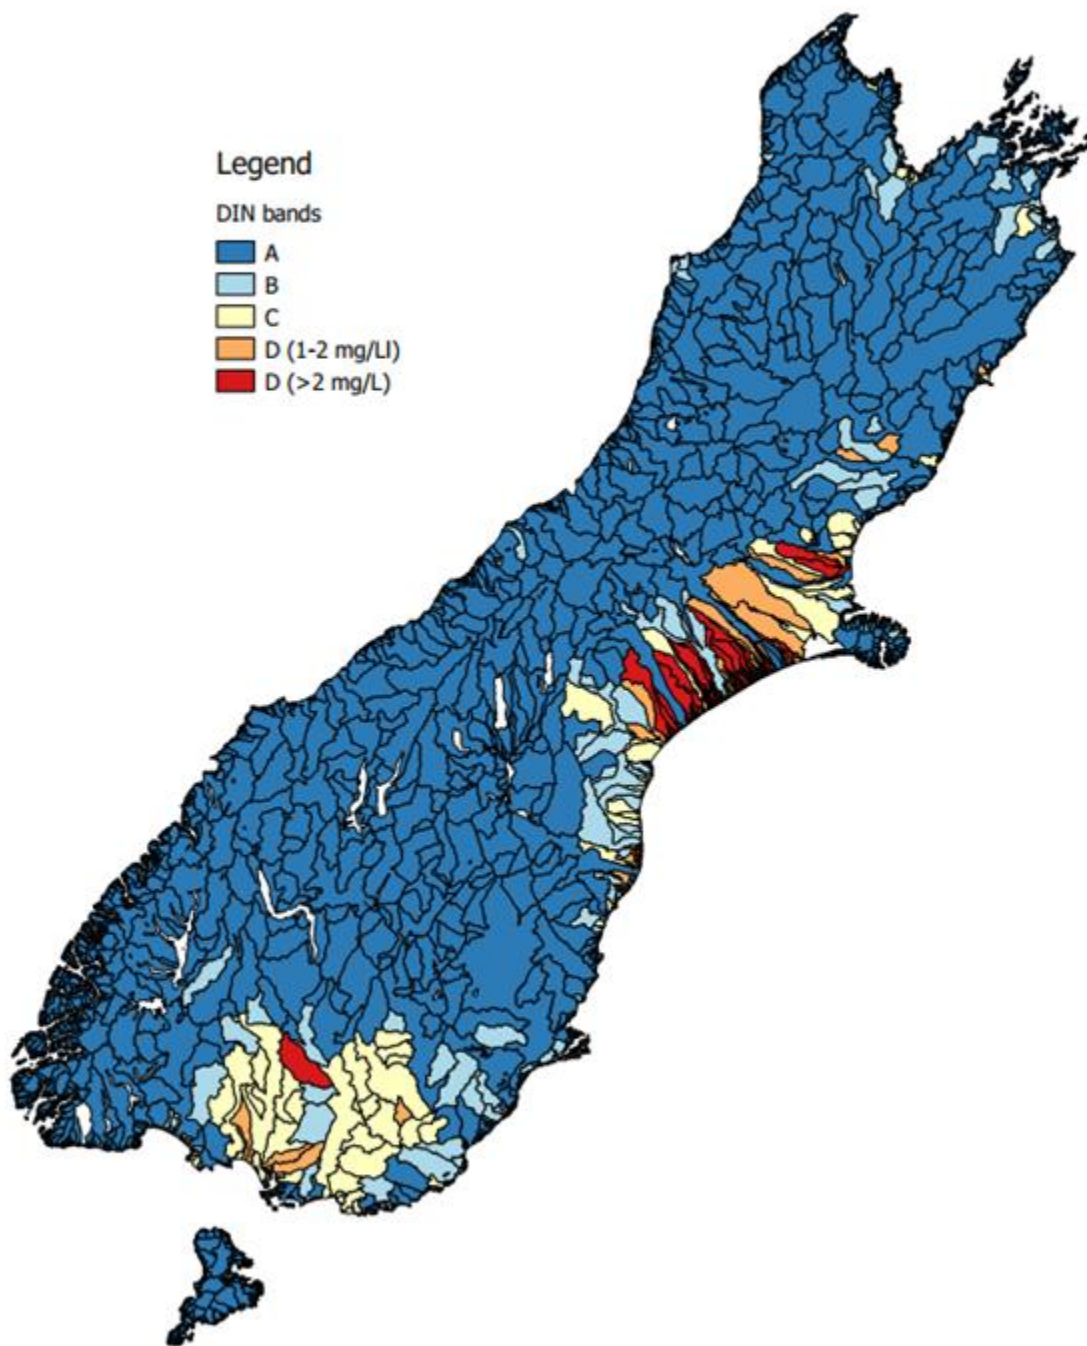 Legend
DIN bands
A
B
C
D (1-2 mg/Ll)
D (>2 mg/L)